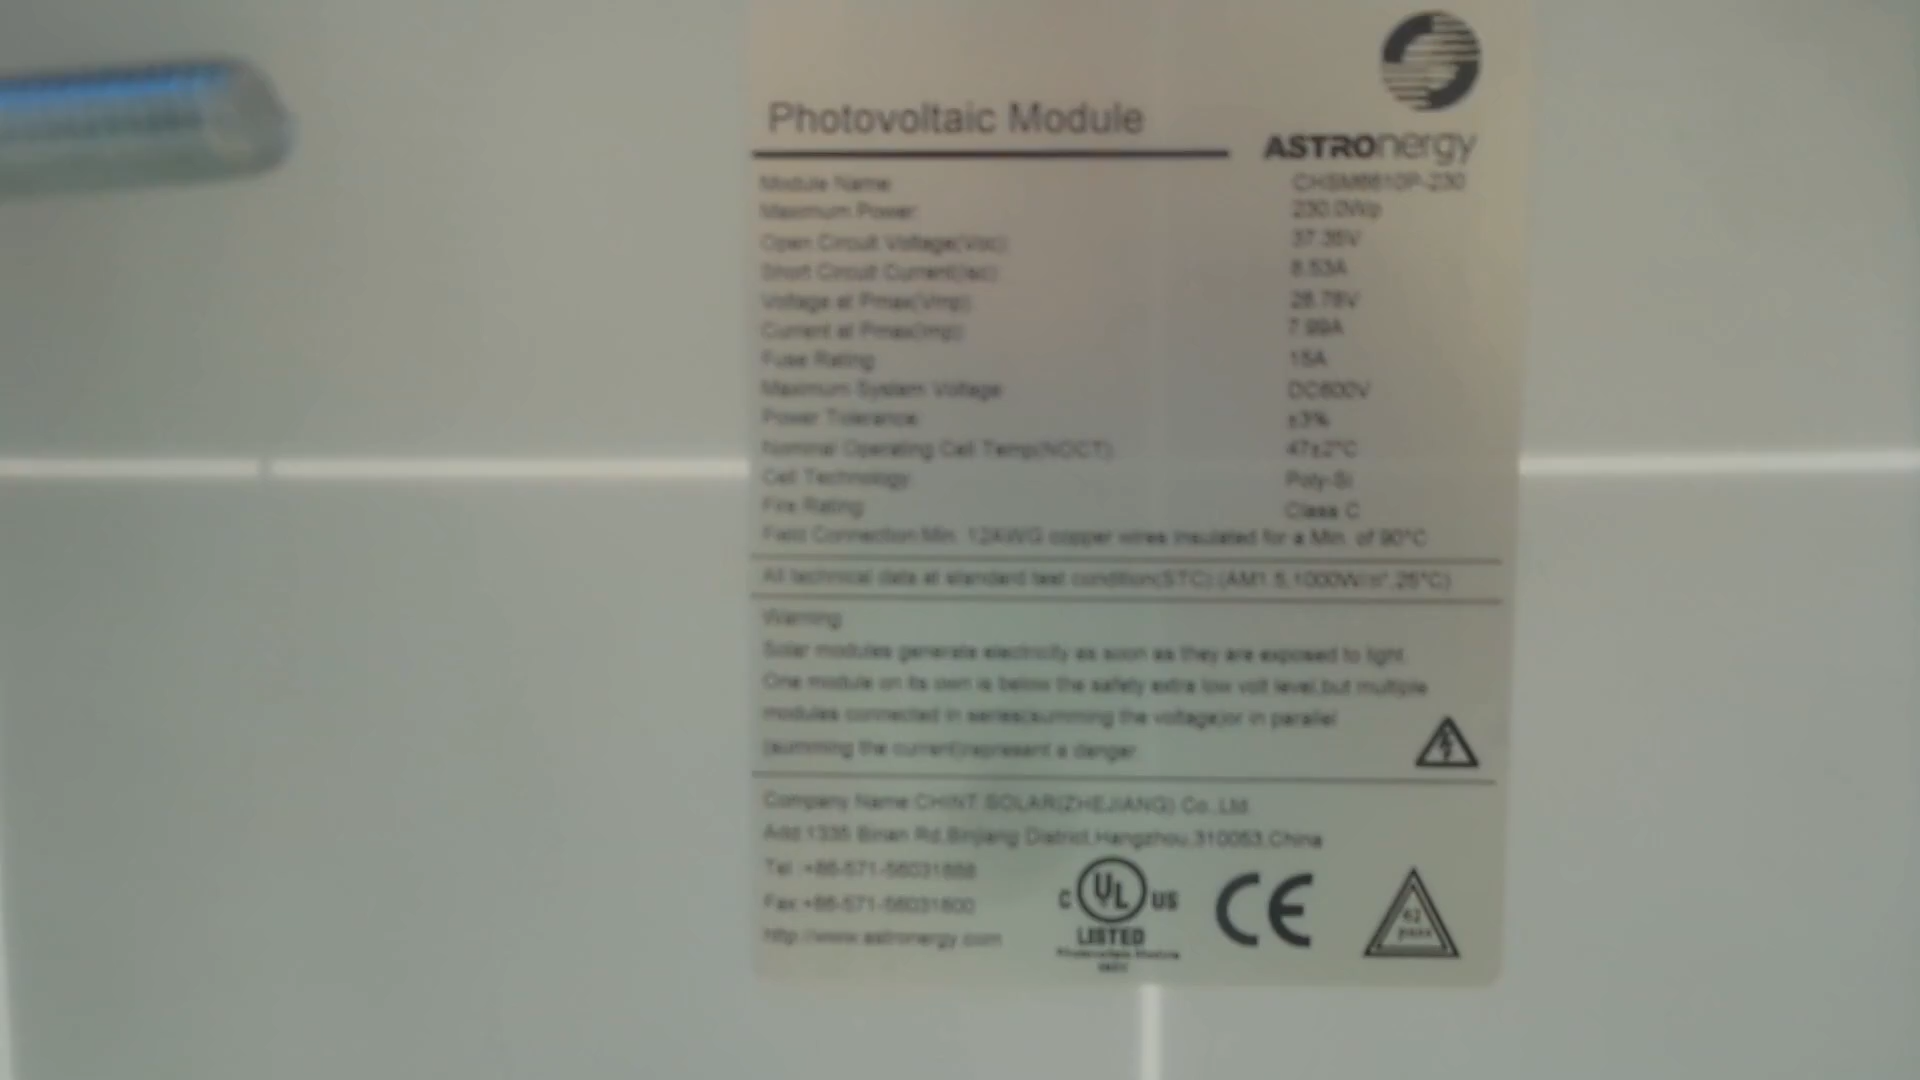 Photovoltaic Module
ASTRONERGY
Module Name: CHSM6610P-230
Maximum Power: 230.0Wp
Open Circuit Voltage(Voc): 37.36V
Short Circuit Current(Isc): 8.53A
Voltage at Pmax(Vmp): 28.78V
Current at Pmax(Imp): 7.99A
Fuse Rating: 15A
Maximum System Voltage DC600V
Power Tolerance: ±3%
Nominal Operating Cell Temp(NOCT): 47±2°C
Cell Technology: Poly-Si
Fire Rating: Class C
Field Connection:Min. 12AWG copper wires insulated for a Min. of 90°C
All technical data at standard test condition(STC):(AM1.5,1000W/m²,25°C)
Warning
Solar modules generate electricity as soon as they are exposed to light.
One module on its own is below the safety extra low volt level,but multiple
modules connected in series(summing the voltage)or in parallel
(summing the current)represent a danger.
Company Name:CHINT SOLAR(ZHEJIANG) Co.,Ltd.
Add:1335 Binan Rd,Binjiang District,Hangzhou,310053,China
Tel :+86-571-56031888
Fax:+86-571-56031600
http://www.astronergy.com
C UL US
LISTED
Photovoltaic Module
CE
pass